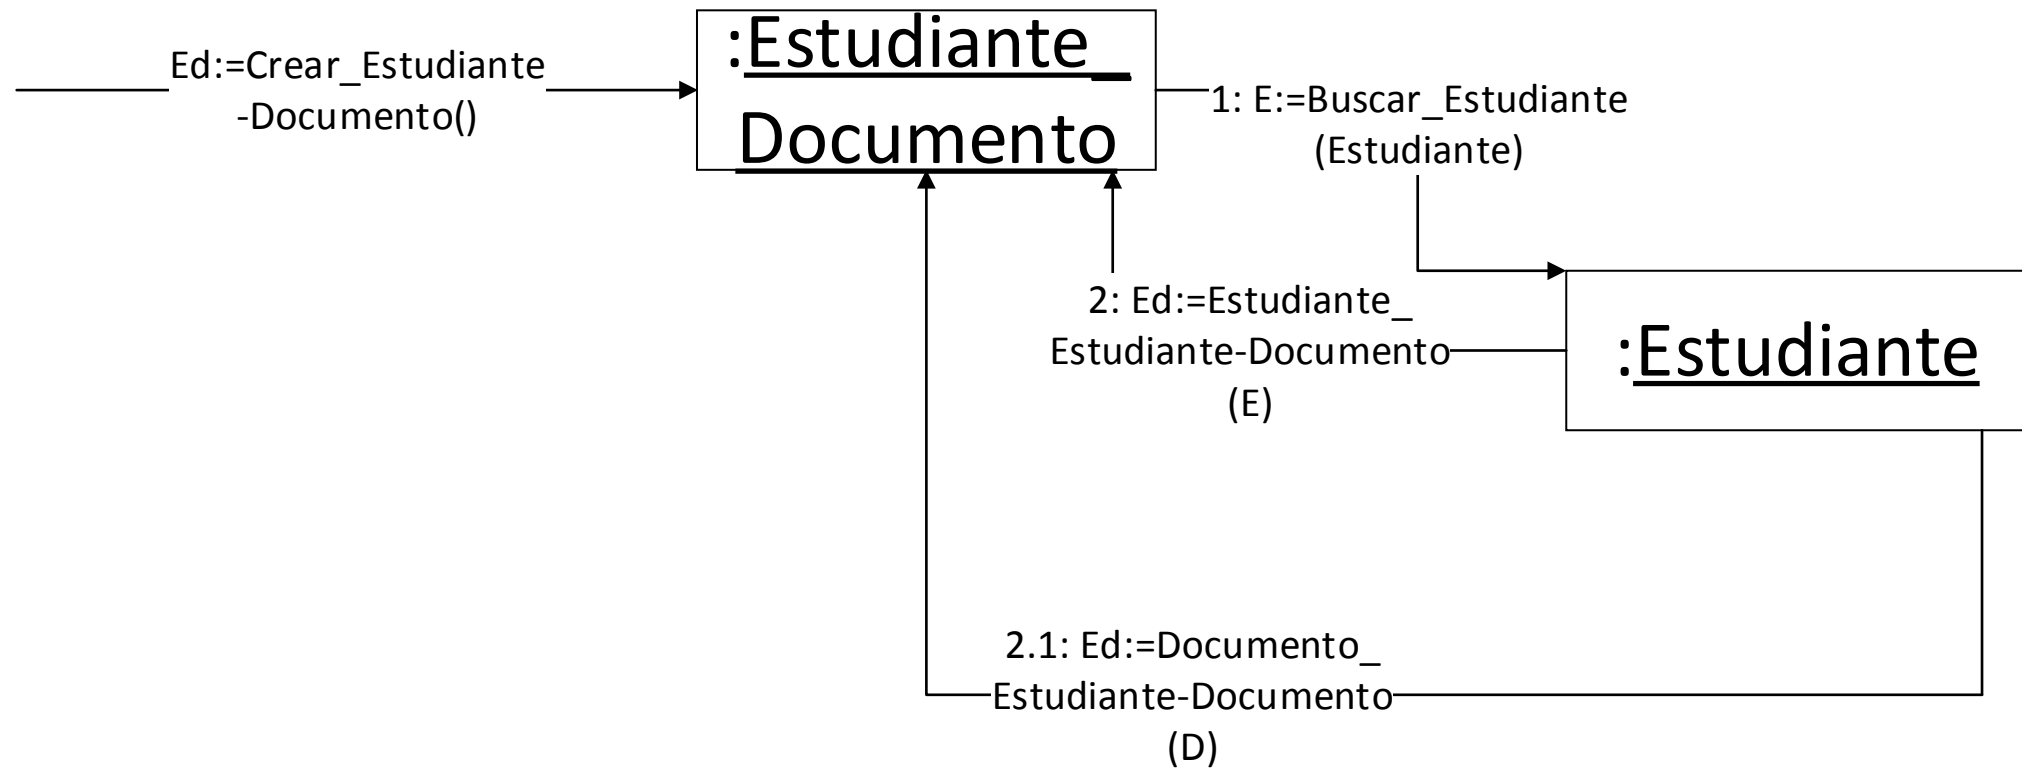 Ed:=Crear_Estudiante
-Documento()
:Estudiante_
Documento
1: E:=Buscar_Estudiante
(Estudiante)
2: Ed:=Estudiante_
Estudiante-Documento
(E)
:Estudiante
2.1: Ed:=Documento_
Estudiante-Documento
(D)